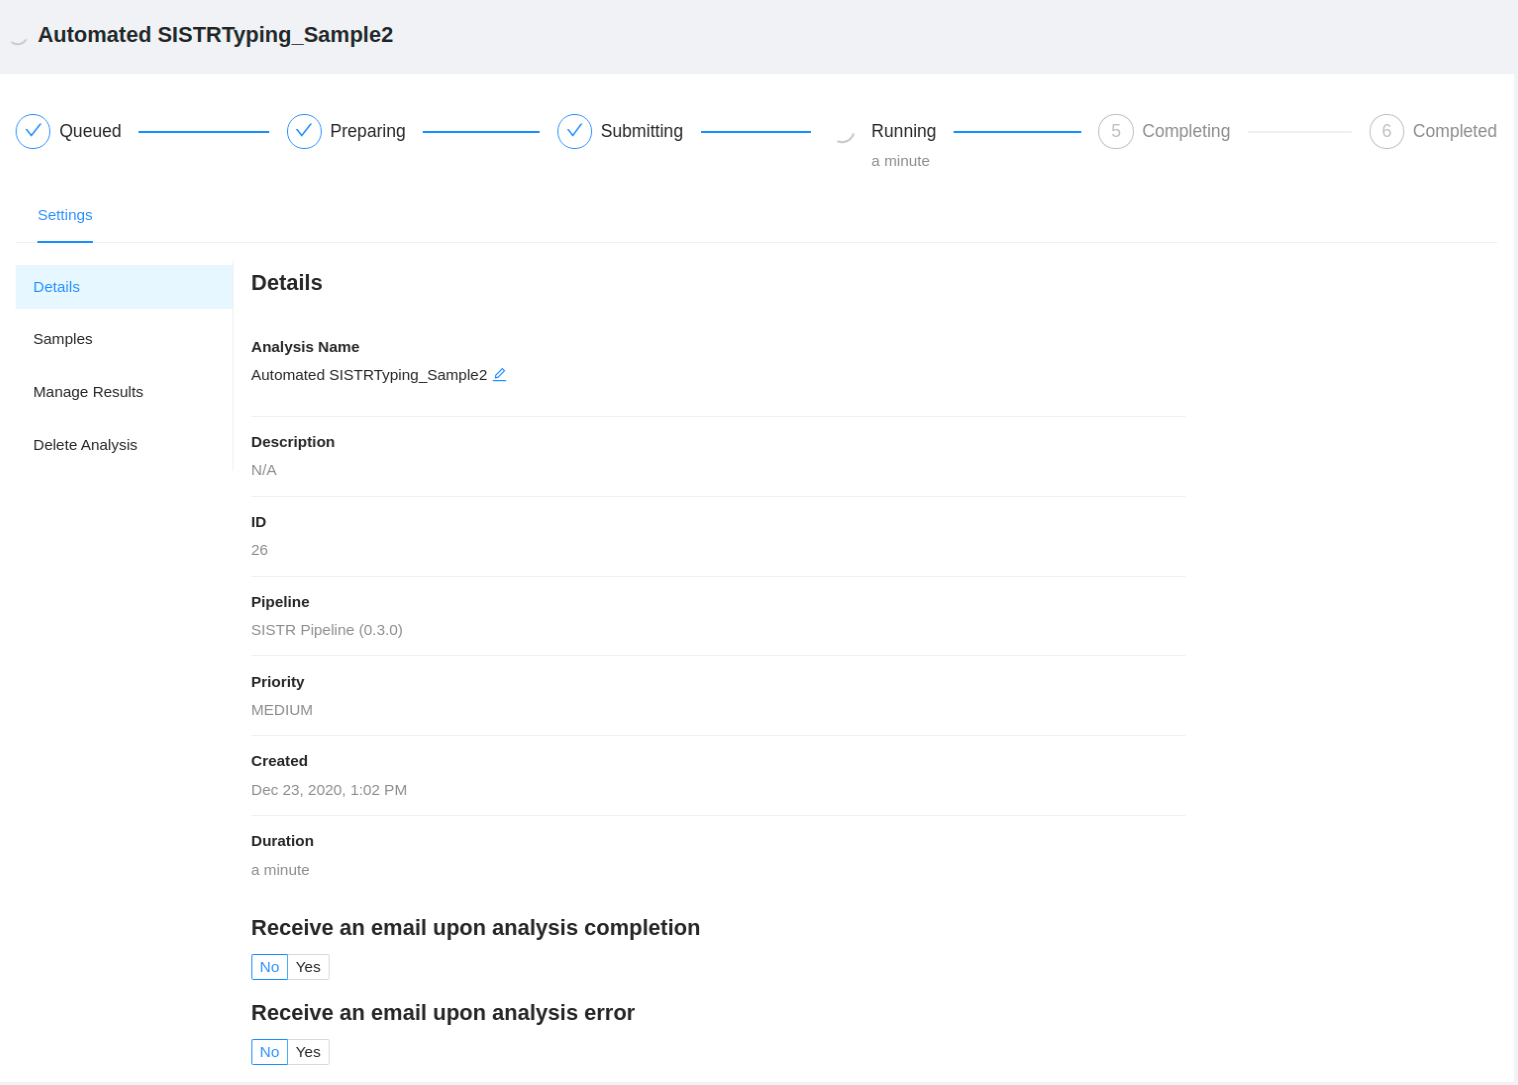 Automated SISTRTyping_Sample2
Queued
Preparing
Submitting
Running
a minute
5 Completing
6 Completed
Settings
Details
Samples
Manage Results
Delete Analysis
Details
Analysis Name
Automated SISTRTyping_Sample2
Description
N/A
ID
26
Pipeline
SISTR Pipeline (0.3.0)
Priority
MEDIUM
Created
Dec 23, 2020, 1:02 PM
Duration
a minute
Receive an email upon analysis completion
No Yes
Receive an email upon analysis error
No Yes